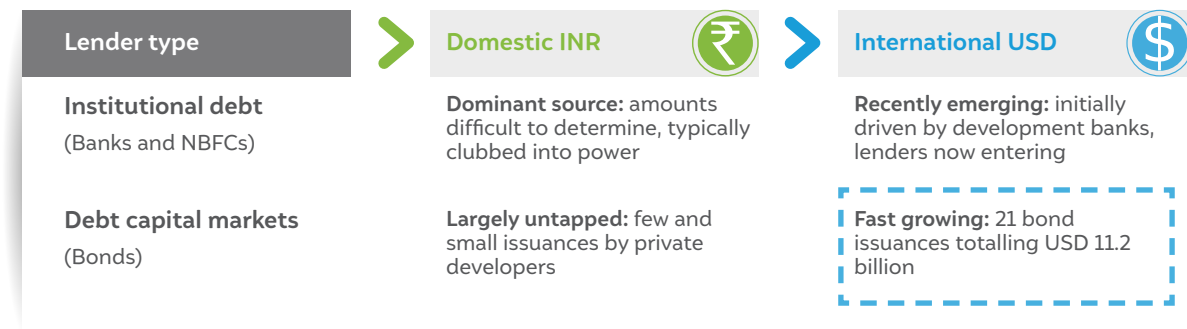 Lender type
Domestic INR
₹
International USD
$
Institutional debt
(Banks and NBFCs)
Dominant source: amounts
difficult to determine, typically
clubbed into power
Recently emerging: initially
driven by development banks,
lenders now entering
Debt capital markets
(Bonds)
Largely untapped: few and
small issuances by private
developers
Fast growing: 21 bond
issuances totalling USD 11.2
billion